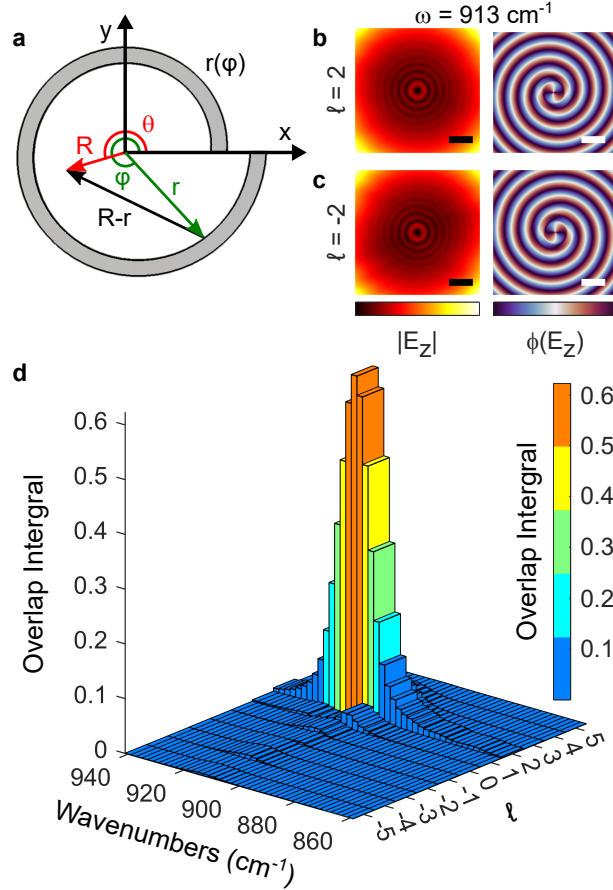 ω = 913 cm⁻¹
a
y
r(φ)
x
θ
R
φ
r
R-r
b
ℓ = 2
c
ℓ = -2
|E_Z|
ϕ(E_Z)
d
Overlap Intergral
0.6
0.5
0.4
0.3
0.2
0.1
0
Overlap Intergral
0.6
0.5
0.4
0.3
0.2
0.1
940
920
900
880
860
Wavenumbers (cm⁻¹)
-5
-4
-3
-2
-1
0
1
2
3
4
5
ℓ